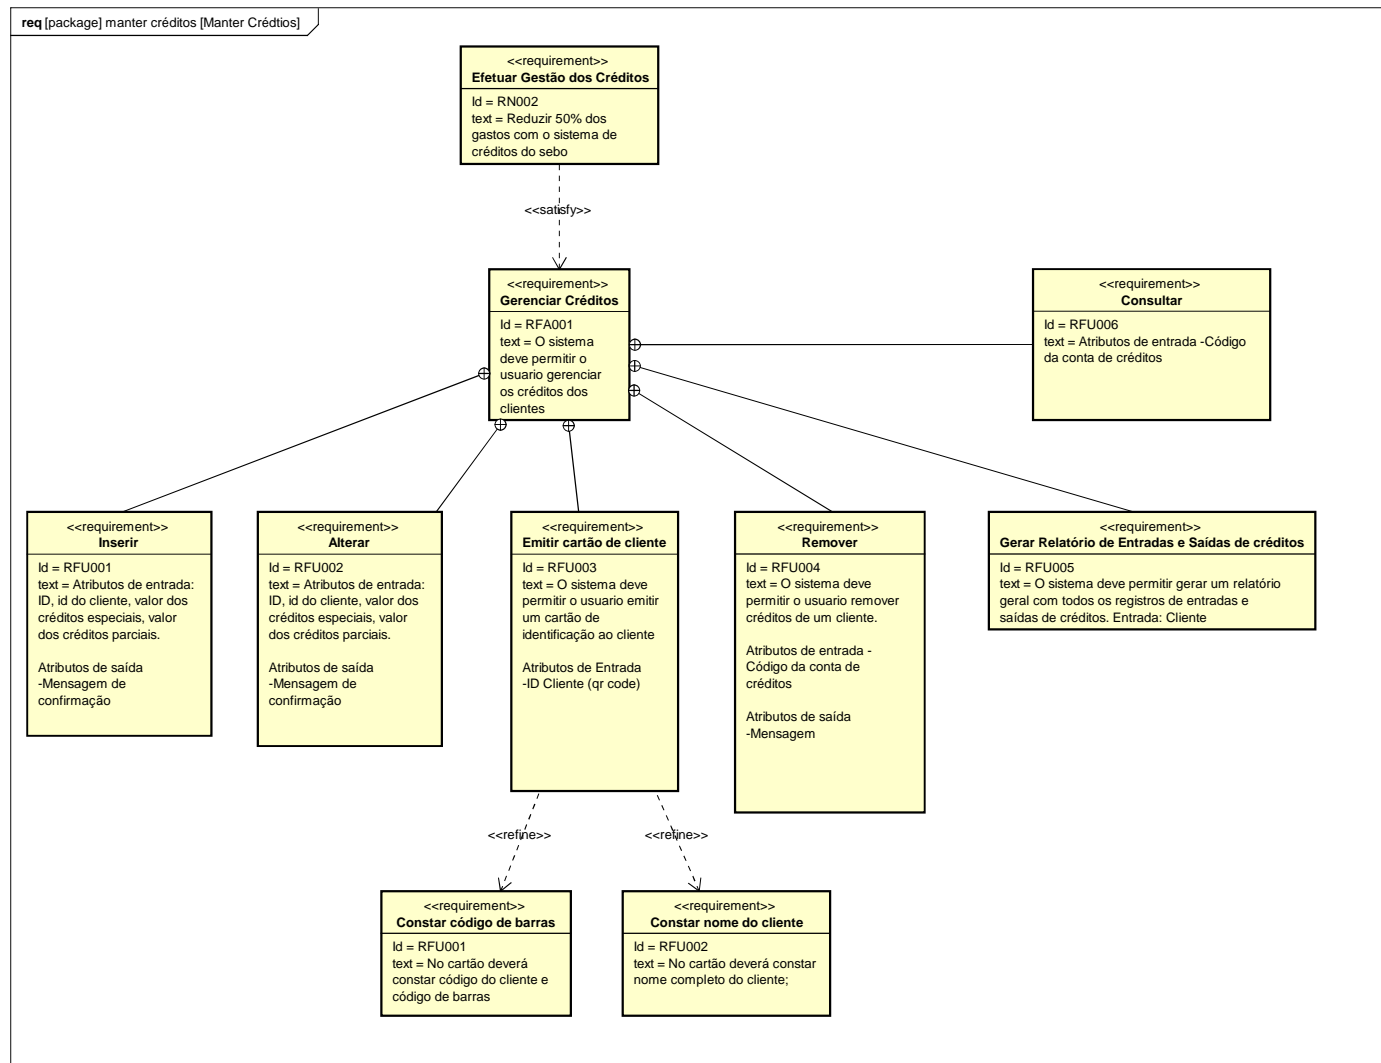 req [package] manter créditos [Manter Crédtios]
<<requirement>>
Efetuar Gestão dos Créditos
Id = RN002
text = Reduzir 50% dos
gastos com o sistema de
créditos do sebo
<<satisfy>>
<<requirement>>
Gerenciar Créditos
Id = RFA001
text = O sistema
deve permitir o
usuario gerenciar
os créditos dos
clientes
<<requirement>>
Consultar
Id = RFU006
text = Atributos de entrada -Código
da conta de créditos
<<requirement>>
Inserir
Id = RFU001
text = Atributos de entrada:
ID, id do cliente, valor dos
créditos especiais, valor
dos créditos parciais.
Atributos de saída
-Mensagem de
confirmação
<<requirement>>
Alterar
Id = RFU002
text = Atributos de entrada:
ID, id do cliente, valor dos
créditos especiais, valor
dos créditos parciais.
Atributos de saída
-Mensagem de
confirmação
<<requirement>>
Emitir cartão de cliente
Id = RFU003
text = O sistema deve
permitir o usuario emitir
um cartão de
identificação ao cliente
Atributos de Entrada
-ID Cliente (qr code)
<<requirement>>
Remover
Id = RFU004
text = O sistema deve
permitir o usuario remover
créditos de um cliente.
Atributos de entrada -
Código da conta de
créditos
Atributos de saída
-Mensagem
<<requirement>>
Gerar Relatório de Entradas e Saídas de créditos
Id = RFU005
text = O sistema deve permitir gerar um relatório
geral com todos os registros de entradas e
saídas de créditos. Entrada: Cliente
<<refine>>
<<refine>>
<<requirement>>
Constar código de barras
Id = RFU001
text = No cartão deverá
constar código do cliente e
código de barras
<<requirement>>
Constar nome do cliente
Id = RFU002
text = No cartão deverá constar
nome completo do cliente;